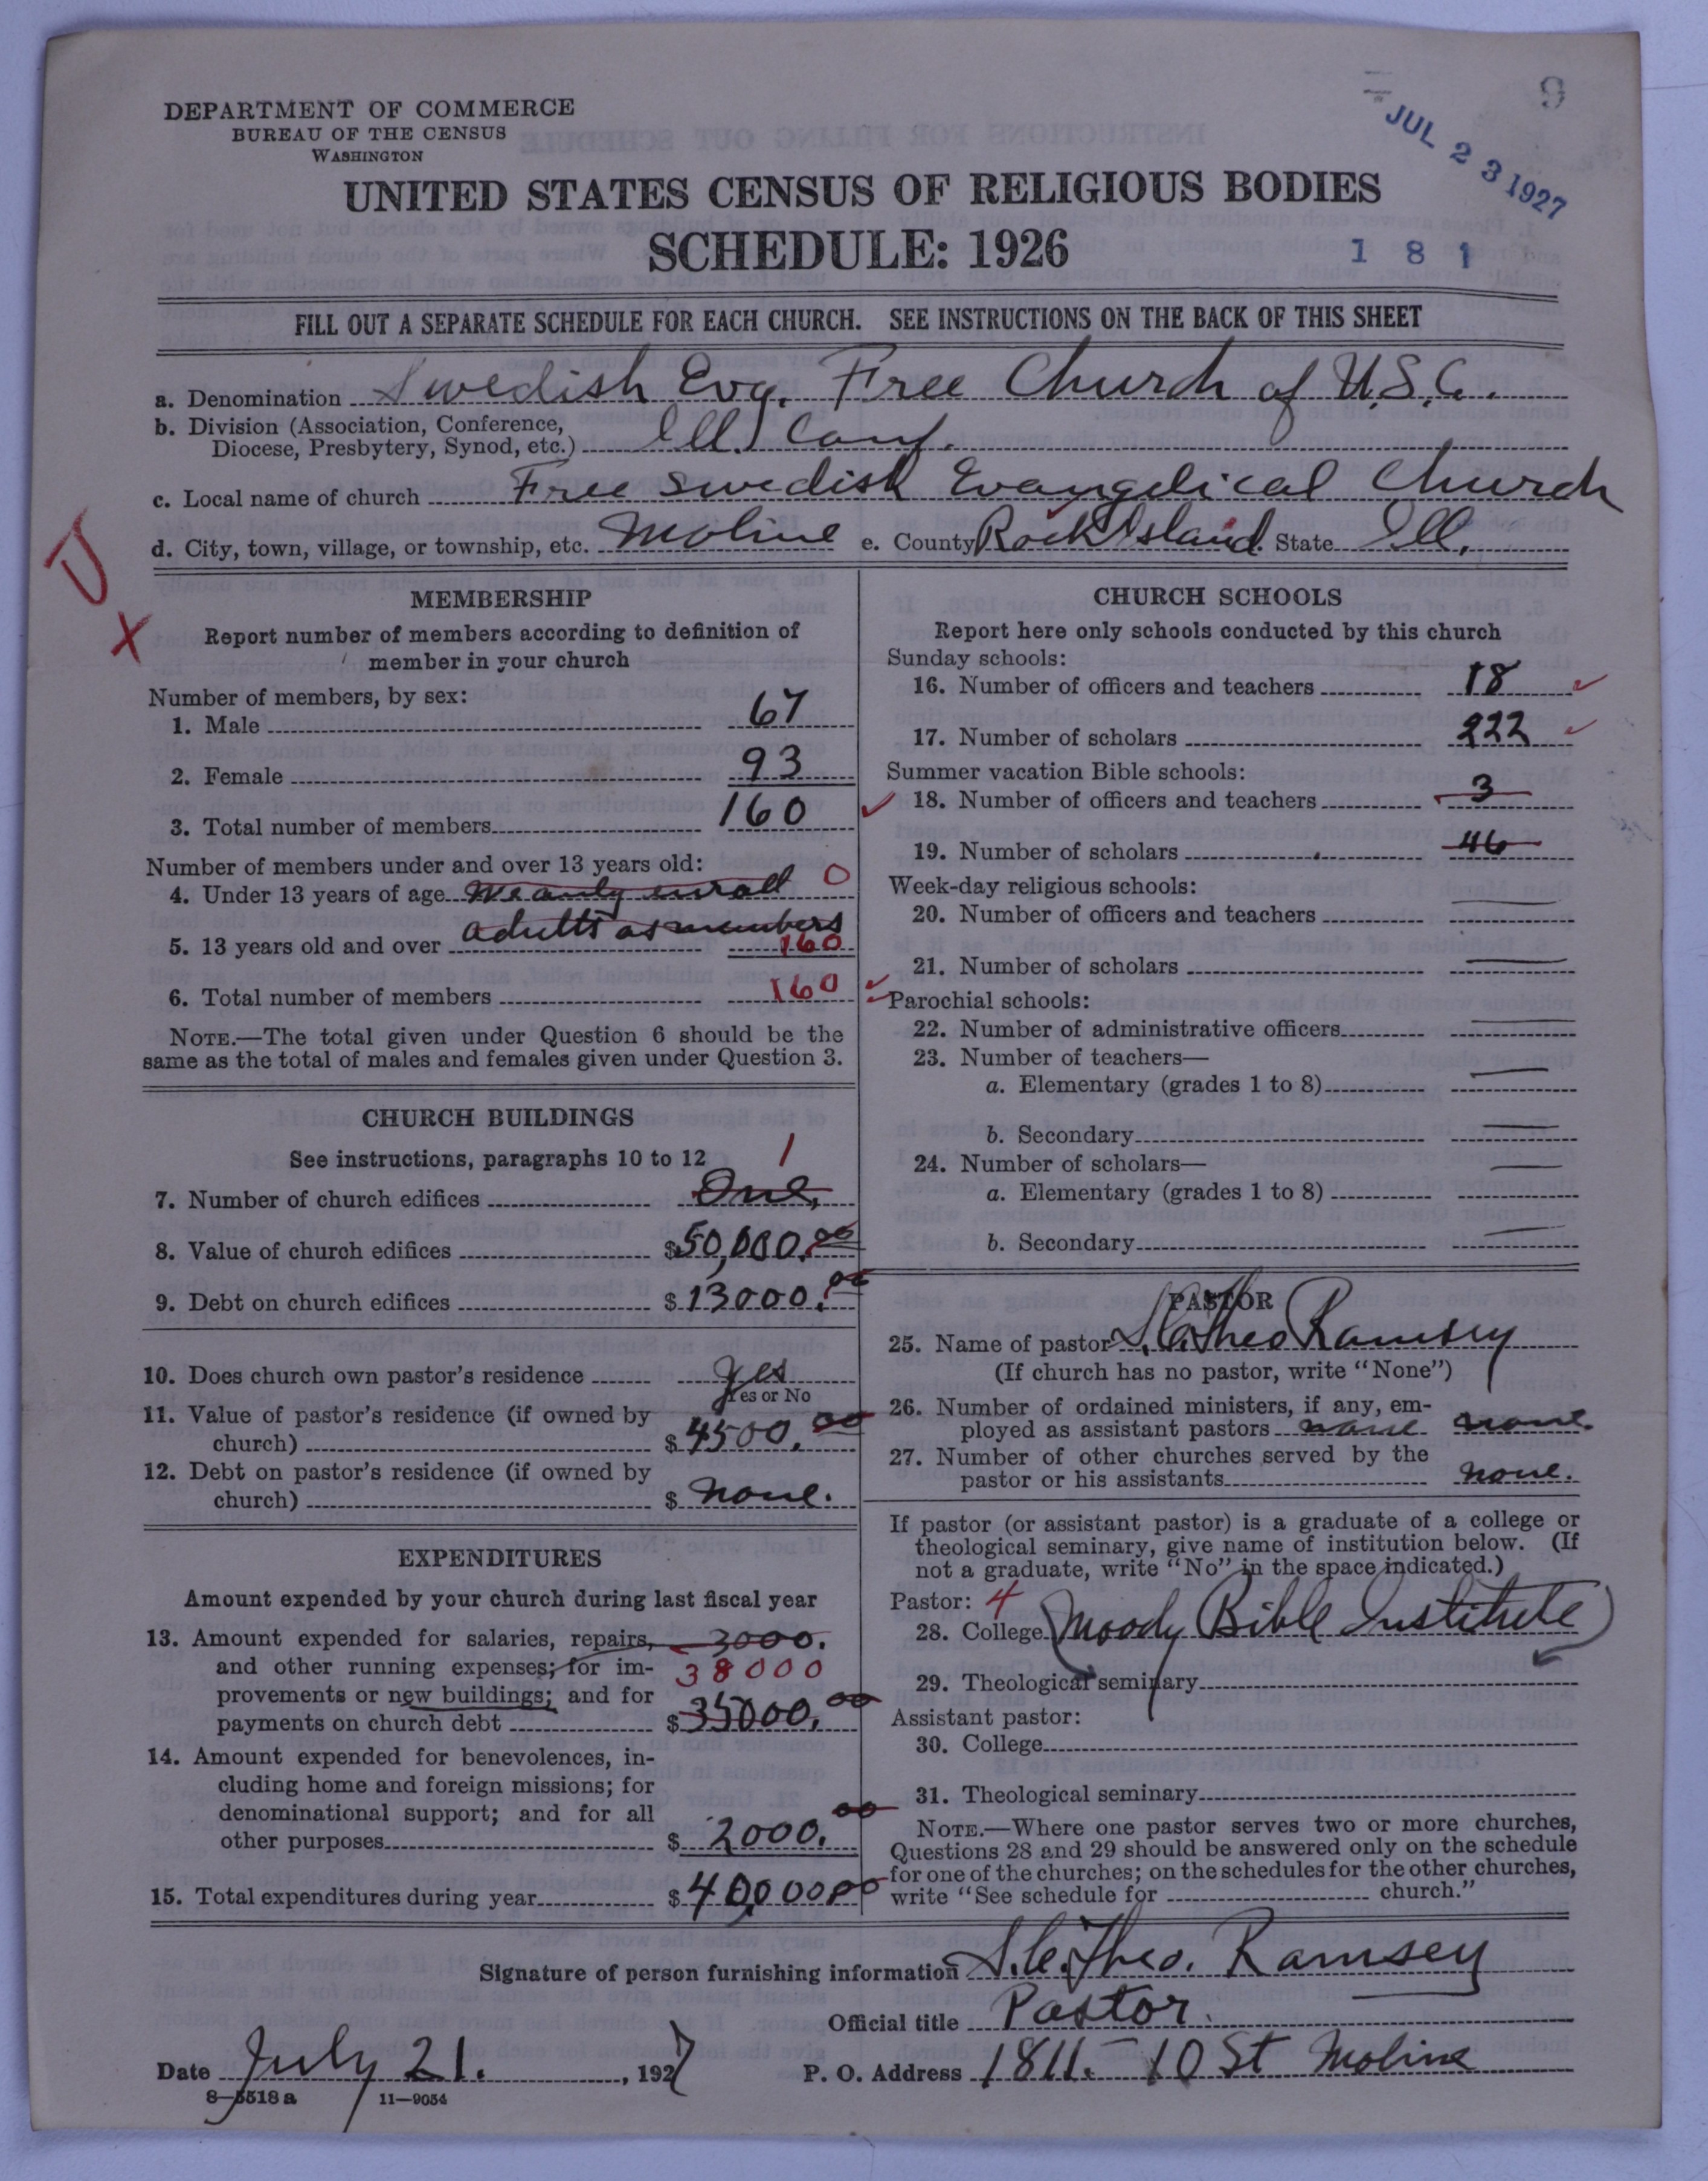 9
JUL 23 1927
DEPARTMENT OF COMMERCE
BUREAU OF THE CENSUS
WASHINGTON
UNITED STATES CENSUS OF RELIGIOUS BODIES
SCHEDULE: 1926
181
FILL OUT A SEPARATE SCHEDULE FOR EACH CHURCH. SEE INSTRUCTIONS ON THE BACK OF THIS SHEET
a. Denomination Swedish Evg. Free Church of U.S.A.
b. Division (Association, Conference,
Diocese, Presbytery, Synod, etc.) Ill. Conf.
c. Local name of church Free Swedish Evangelical Church
d. City, town, village, or township, etc. Moline e. County Rock Island. State Ill.
U
X
MEMBERSHIP
Report number of members according to definition of
member in your church
Number of members, by sex:
1. Male 67
2. Female 93
3. Total number of members 160
Number of members under and over 13 years old:
4. Under 13 years of age We only enroll 0
5. 13 years old and over adults as members 160
6. Total number of members 160
NOTE.—The total given under Question 6 should be the
same as the total of males and females given under Question 3.
CHURCH BUILDINGS
See instructions, paragraphs 10 to 12 1
7. Number of church edifices One.
8. Value of church edifices $50,000.00
9. Debt on church edifices $13000.00
10. Does church own pastor's residence yes
Yes or No
11. Value of pastor's residence (if owned by
church) $4500.00
12. Debt on pastor's residence (if owned by
church) $ none.
EXPENDITURES
Amount expended by your church during last fiscal year
13. Amount expended for salaries, repairs, 3000.
and other running expenses; for im- 38000
provements or new buildings; and for
payments on church debt $35000.00
14. Amount expended for benevolences, in-
cluding home and foreign missions; for
denominational support; and for all
other purposes $2000.00
15. Total expenditures during year $40,000.00
CHURCH SCHOOLS
Report here only schools conducted by this church
Sunday schools:
16. Number of officers and teachers 18
17. Number of scholars 222
Summer vacation Bible schools:
18. Number of officers and teachers 3
19. Number of scholars 46
Week-day religious schools:
20. Number of officers and teachers
21. Number of scholars
Parochial schools:
22. Number of administrative officers
23. Number of teachers—
a. Elementary (grades 1 to 8)
b. Secondary
24. Number of scholars—
a. Elementary (grades 1 to 8)
b. Secondary
PASTOR
25. Name of pastor S. C. Theo Ramsey
(If church has no pastor, write "None")
26. Number of ordained ministers, if any, em-
ployed as assistant pastors none none.
27. Number of other churches served by the
pastor or his assistants none.
If pastor (or assistant pastor) is a graduate of a college or
theological seminary, give name of institution below. (If
not a graduate, write "No" in the space indicated.)
Pastor: 4
28. College Moody Bible Institute
29. Theological seminary
Assistant pastor:
30. College
31. Theological seminary
NOTE.—Where one pastor serves two or more churches,
Questions 28 and 29 should be answered only on the schedule
for one of the churches; on the schedules for the other churches,
write "See schedule for church."
Signature of person furnishing information S. C. Theo. Ramsey
Official title Pastor.
Date July 21. , 1927 P. O. Address 1811. 10 St Moline
8—5518a 11—9054